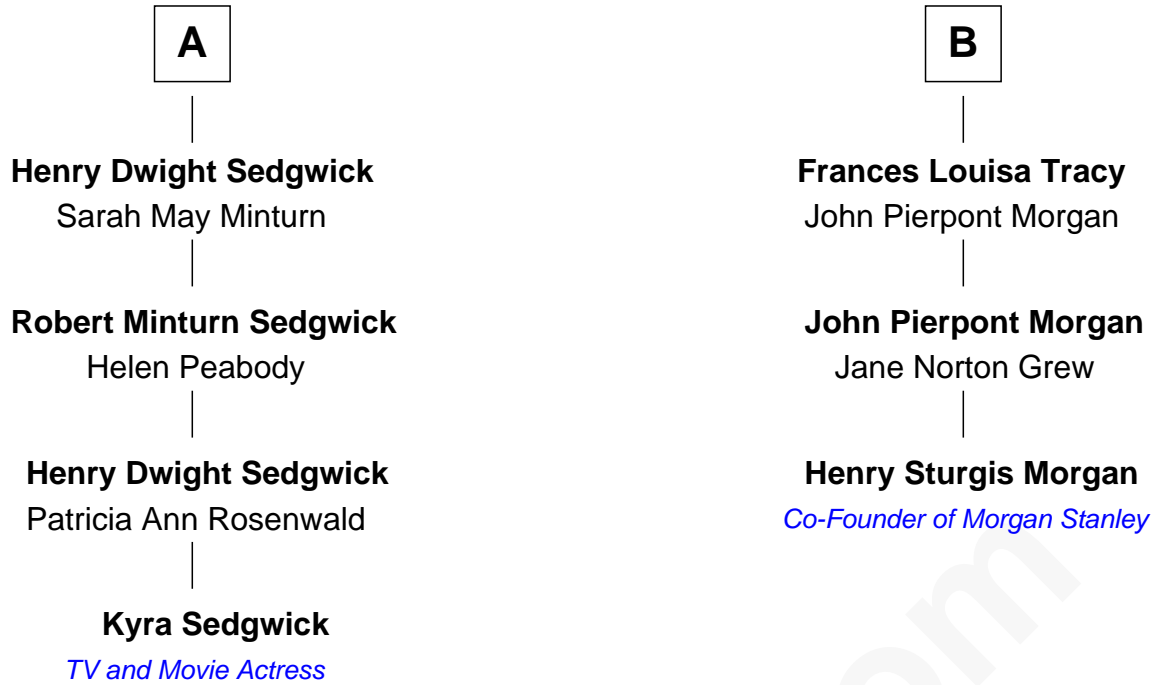 A
Henry Dwight Sedgwick
Sarah May Minturn
Robert Minturn Sedgwick
Helen Peabody
Henry Dwight Sedgwick
Patricia Ann Rosenwald
Kyra Sedgwick
TV and Movie Actress
B
Frances Louisa Tracy
John Pierpont Morgan
John Pierpont Morgan
Jane Norton Grew
Henry Sturgis Morgan
Co-Founder of Morgan Stanley
om